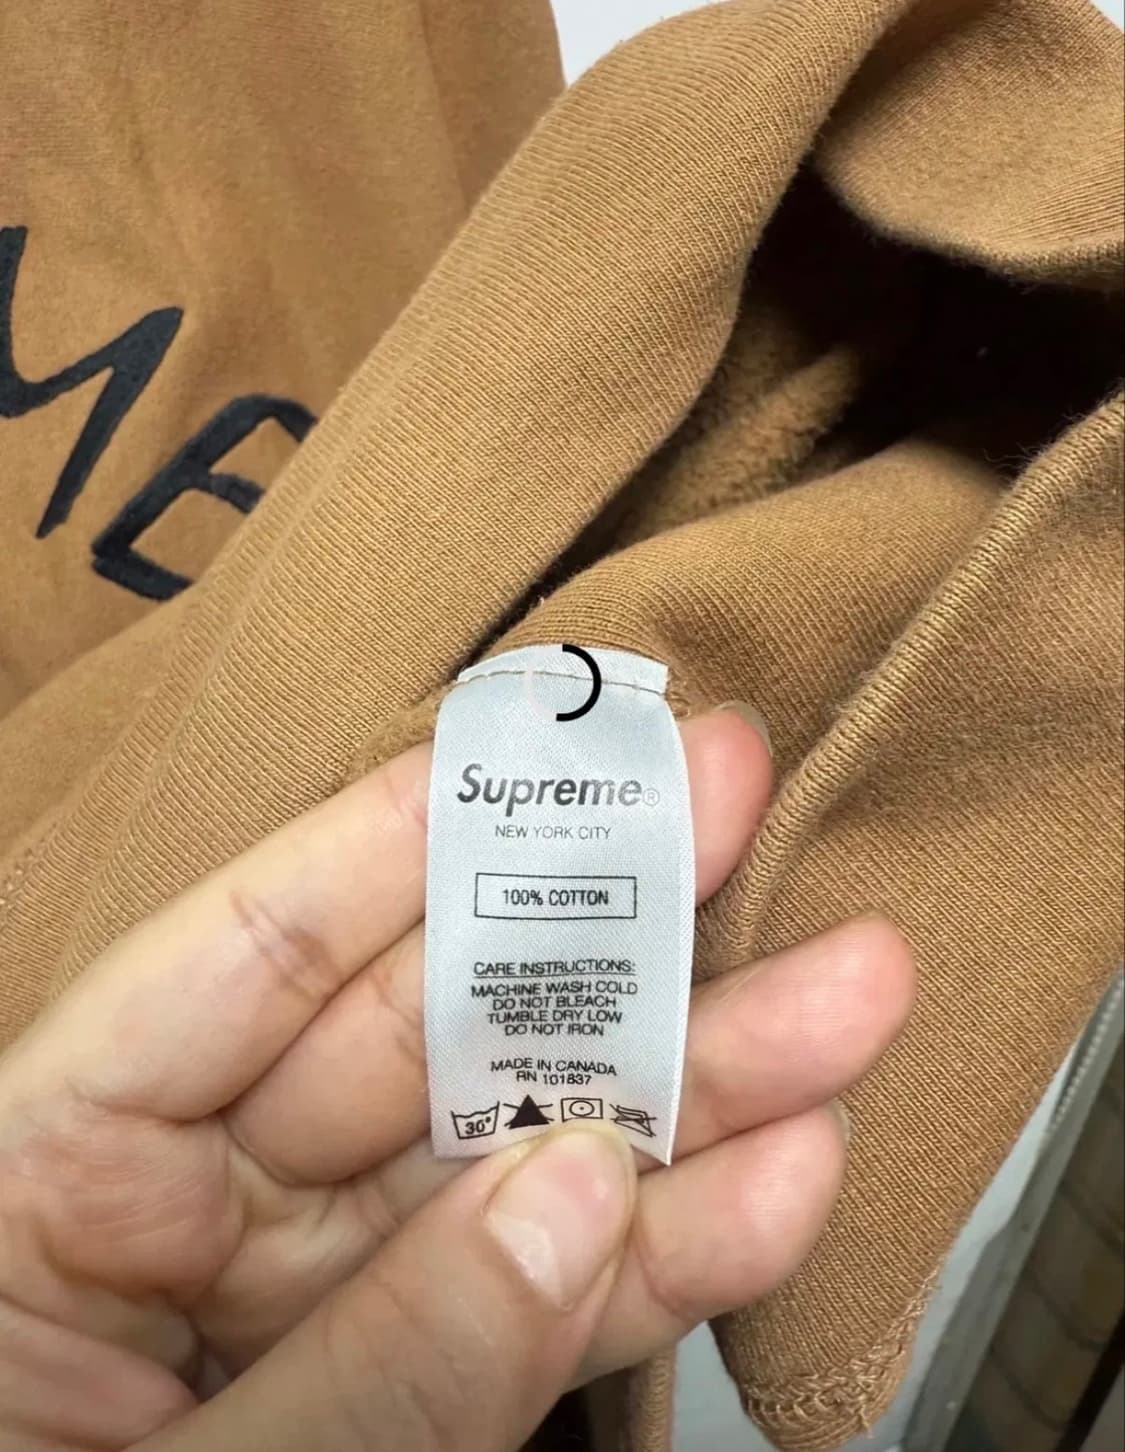 ME
Supreme®
NEW YORK CITY
100% COTTON
CARE INSTRUCTIONS:
MACHINE WASH COLD
DO NOT BLEACH
TUMBLE DRY LOW
DO NOT IRON
MADE IN CANADA
RN 101837
30°